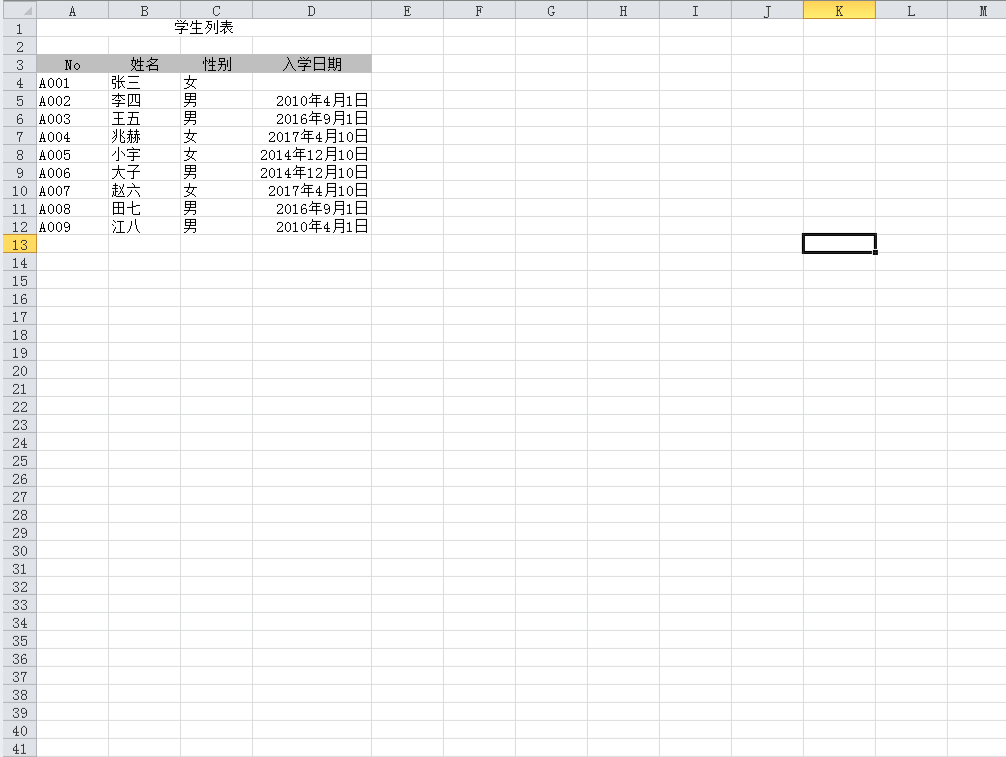 A B C D E F G H I J K L M
1 学生列表
2
3 No 姓名 性别 入学日期
4 A001 张三 女
5 A002 李四 男 2010年4月1日
6 A003 王五 男 2016年9月1日
7 A004 兆赫 女 2017年4月10日
8 A005 小宇 女 2014年12月10日
9 A006 大子 男 2014年12月10日
10 A007 赵六 女 2017年4月10日
11 A008 田七 男 2016年9月1日
12 A009 江八 男 2010年4月1日
13
14
15
16
17
18
19
20
21
22
23
24
25
26
27
28
29
30
31
32
33
34
35
36
37
38
39
40
41